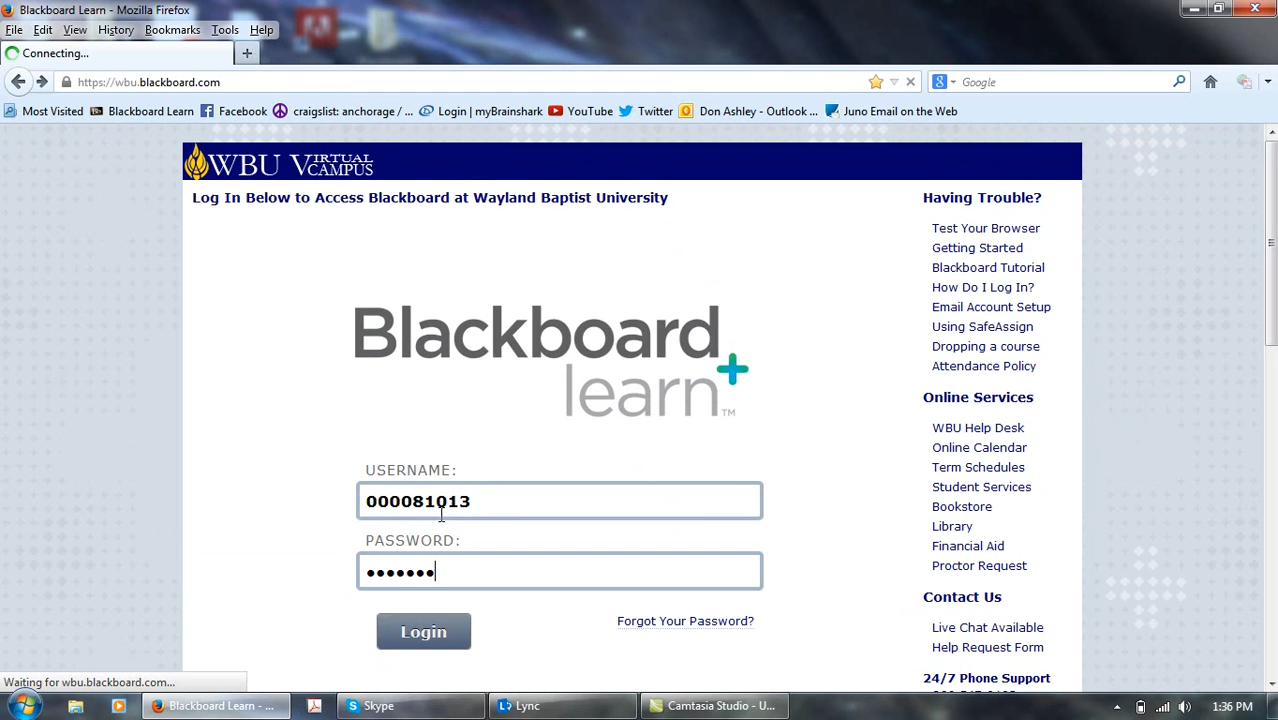 Blackboard Learn - Mozilla Firefox
File Edit View History Bookmarks Tools Help
Connecting...
https://wbu.blackboard.com
Google
Most Visited Blackboard Learn Facebook craigslist: anchorage / ... Login | myBrainshark YouTube Twitter Don Ashley - Outlook ... Juno Email on the Web
WBU VIRTUAL CAMPUS
Log In Below to Access Blackboard at Wayland Baptist University
Blackboard
learn™
USERNAME:
000081013
PASSWORD:
•••••••
Login
Forgot Your Password?
Having Trouble?
Test Your Browser
Getting Started
Blackboard Tutorial
How Do I Log In?
Email Account Setup
Using SafeAssign
Dropping a course
Attendance Policy
Online Services
WBU Help Desk
Online Calendar
Term Schedules
Student Services
Bookstore
Library
Financial Aid
Proctor Request
Contact Us
Live Chat Available
Help Request Form
24/7 Phone Support
Waiting for wbu.blackboard.com...
Blackboard Learn - ... Skype Lync Camtasia Studio - U... 1:36 PM